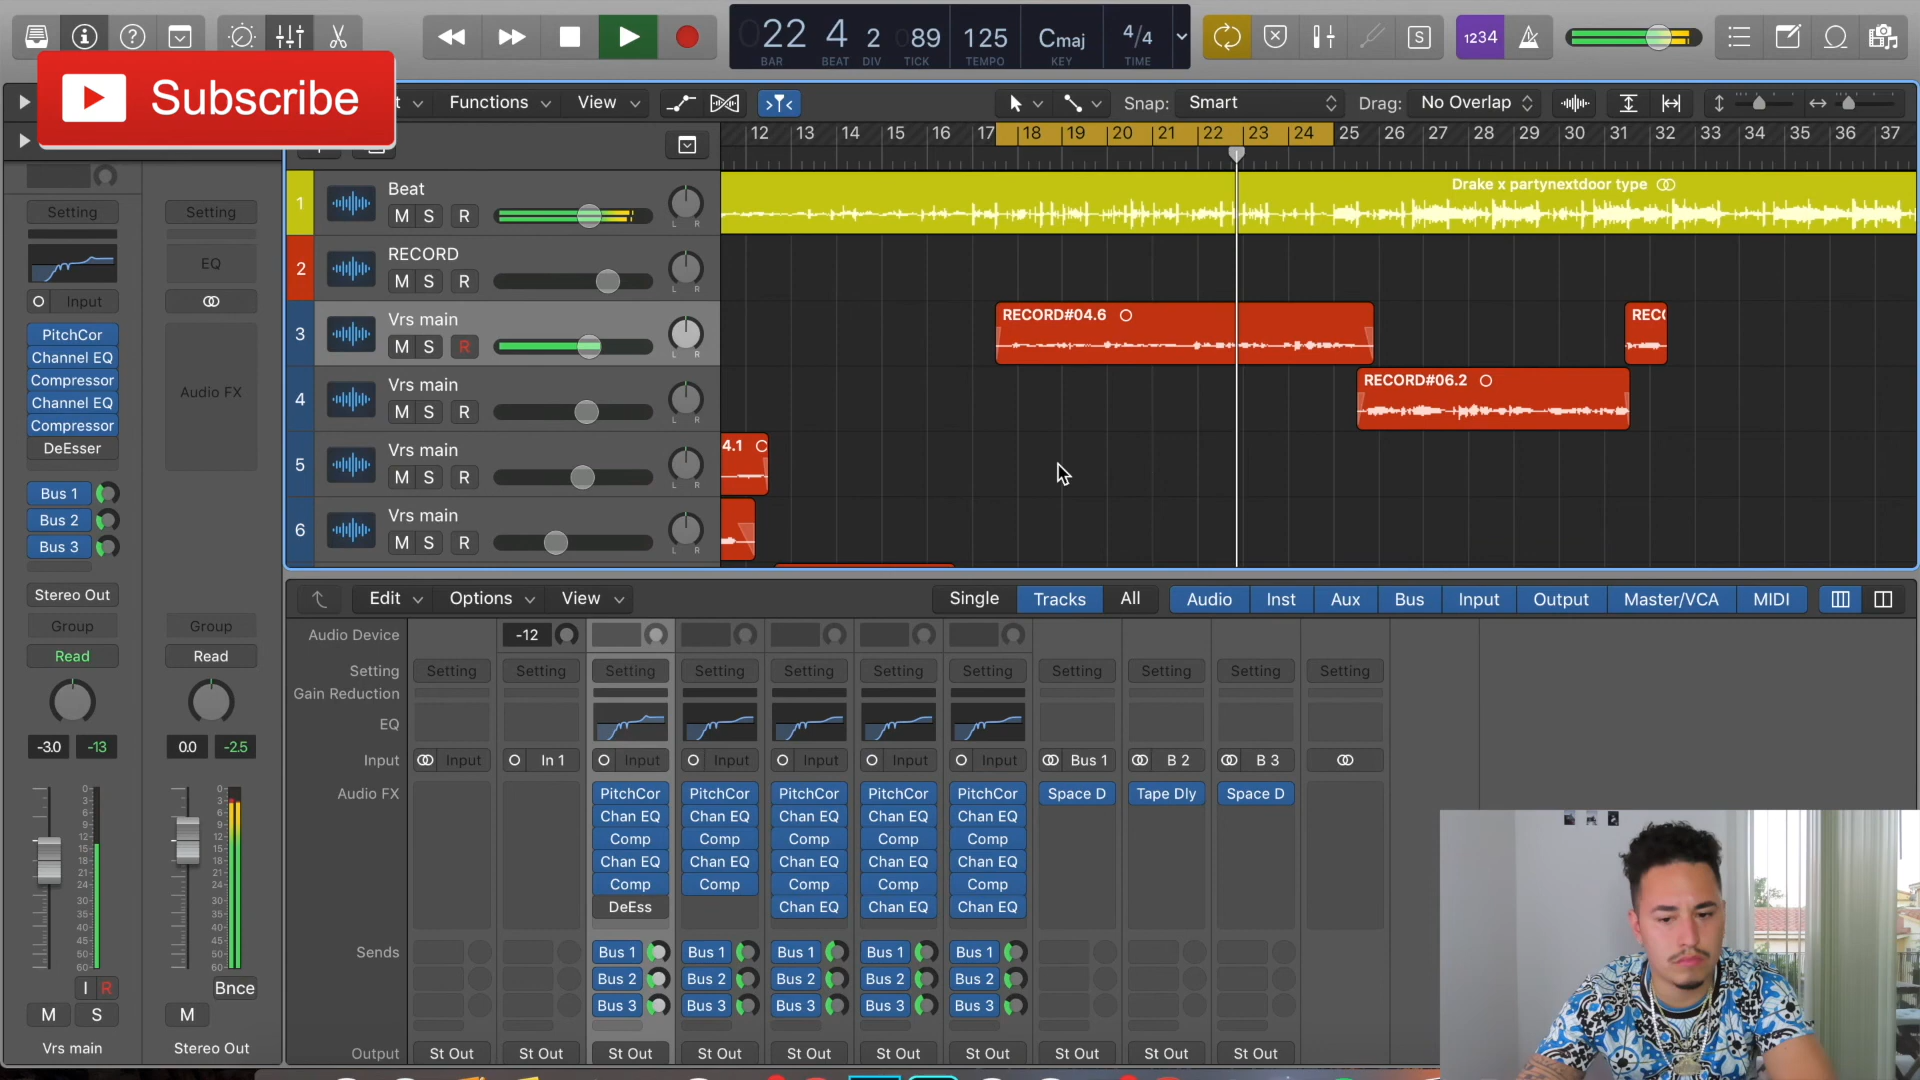 22 4 2 089 125 Cmaj 4/4
BAR BEAT DIV TICK TEMPO KEY TIME
S 1234
Subscribe
Functions View Snap: Smart Drag: No Overlap
12 13 14 15 16 17 18 19 20 21 22 23 24 25 26 27 28 29 30 31 32 33 34 35 36 37
1 Beat
M S R
L R
Drake x partynextdoor type
2 RECORD
M S R
L R
3 Vrs main
M S R
RECORD#04.6
4 Vrs main
M S R
L R
RECORD#06.2
5 Vrs main
M S R
L R
4.1
6 Vrs main
M S R
L R
Setting Setting
EQ
Input
PitchCor
Channel EQ
Compressor
Channel EQ
Compressor
DeEsser
Audio FX
Bus 1
Bus 2
Bus 3
Stereo Out
Group Group
Read Read
-3.0 -13 0.0 -2.5
I R Bnce
M S M
Vrs main Stereo Out
Edit Options View Single Tracks All Audio Inst Aux Bus Input Output Master/VCA MIDI
Audio Device -12
Setting Setting Setting Setting Setting Setting Setting Setting Setting Setting Setting Setting
Gain Reduction
EQ
Input Input In 1 Input Input Input Input Input Bus 1 B 2 B 3
Audio FX PitchCor PitchCor PitchCor PitchCor PitchCor Space D Tape Dly Space D
Chan EQ Chan EQ Chan EQ Chan EQ Chan EQ
Comp Comp Comp Comp Comp
Chan EQ Chan EQ Chan EQ Chan EQ Chan EQ
Comp Comp Comp Comp Comp
DeEss Chan EQ Chan EQ Chan EQ
Sends Bus 1 Bus 1 Bus 1 Bus 1 Bus 1
Bus 2 Bus 2 Bus 2 Bus 2 Bus 2
Bus 3 Bus 3 Bus 3 Bus 3 Bus 3
Output St Out St Out St Out St Out St Out St Out St Out St Out St Out St Out